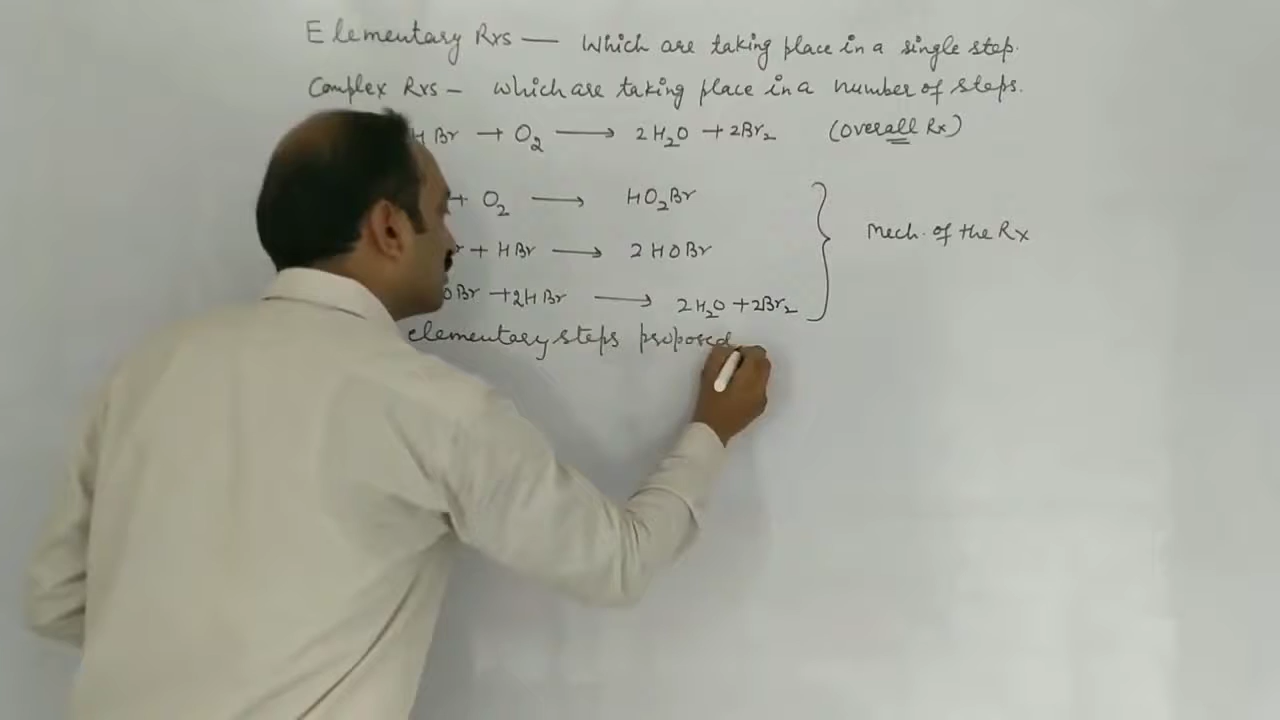 Elementary Rxs — Which are taking place in a single step.
Complex Rxs – which are taking place in a number of steps.
HBr + O₂ ⟶ 2H₂O + 2Br₂ (Overall Rx)
+ O₂ ⟶ HO₂Br
+ HBr ⟶ 2HOBr
Mech. of the Rx
OBr + 2HBr ⟶ 2H₂O + 2Br₂
elementary steps proposed